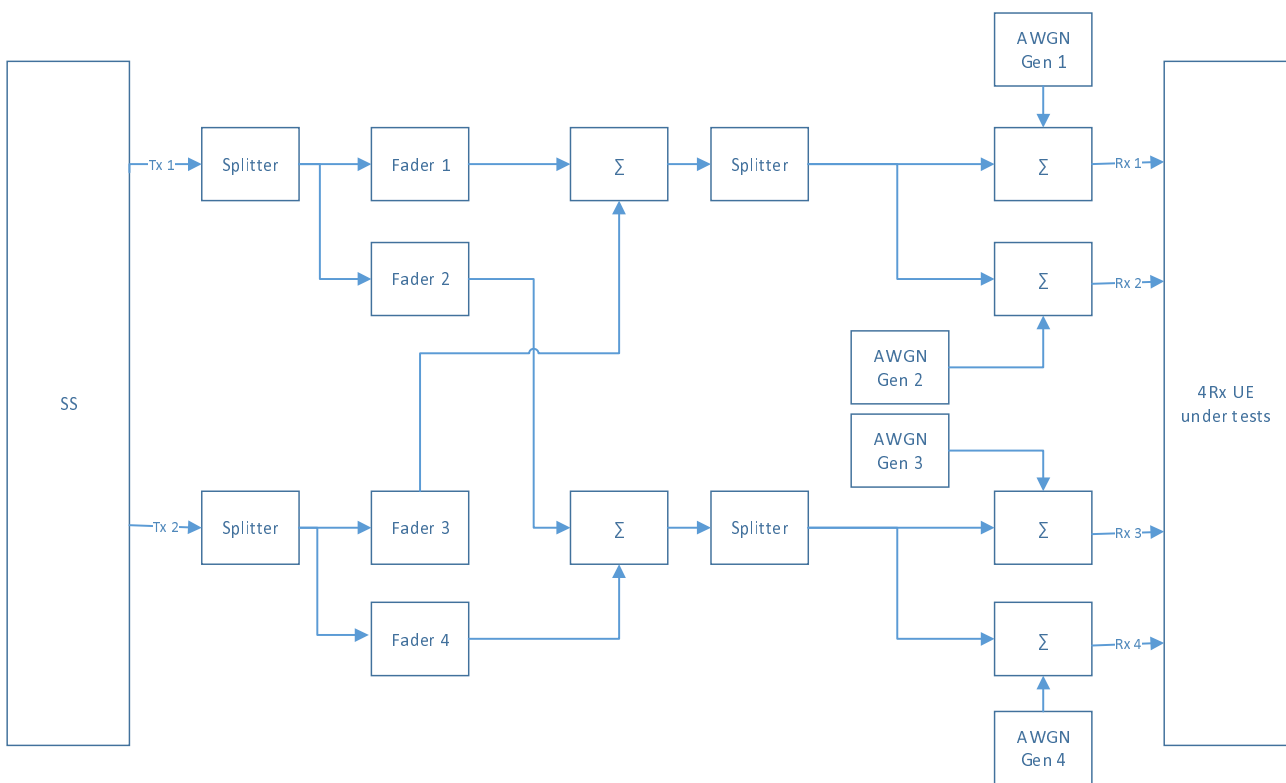 AWGN
Gen 1
Tx 1
Splitter
Fader 1
Σ
Splitter
Σ
Rx 1
Fader 2
Σ
Rx 2
AWGN
Gen 2
SS
4Rx UE
under tests
AWGN
Gen 3
Tx 2
Splitter
Fader 3
Σ
Splitter
Σ
Rx 3
Fader 4
Σ
Rx 4
AWGN
Gen 4